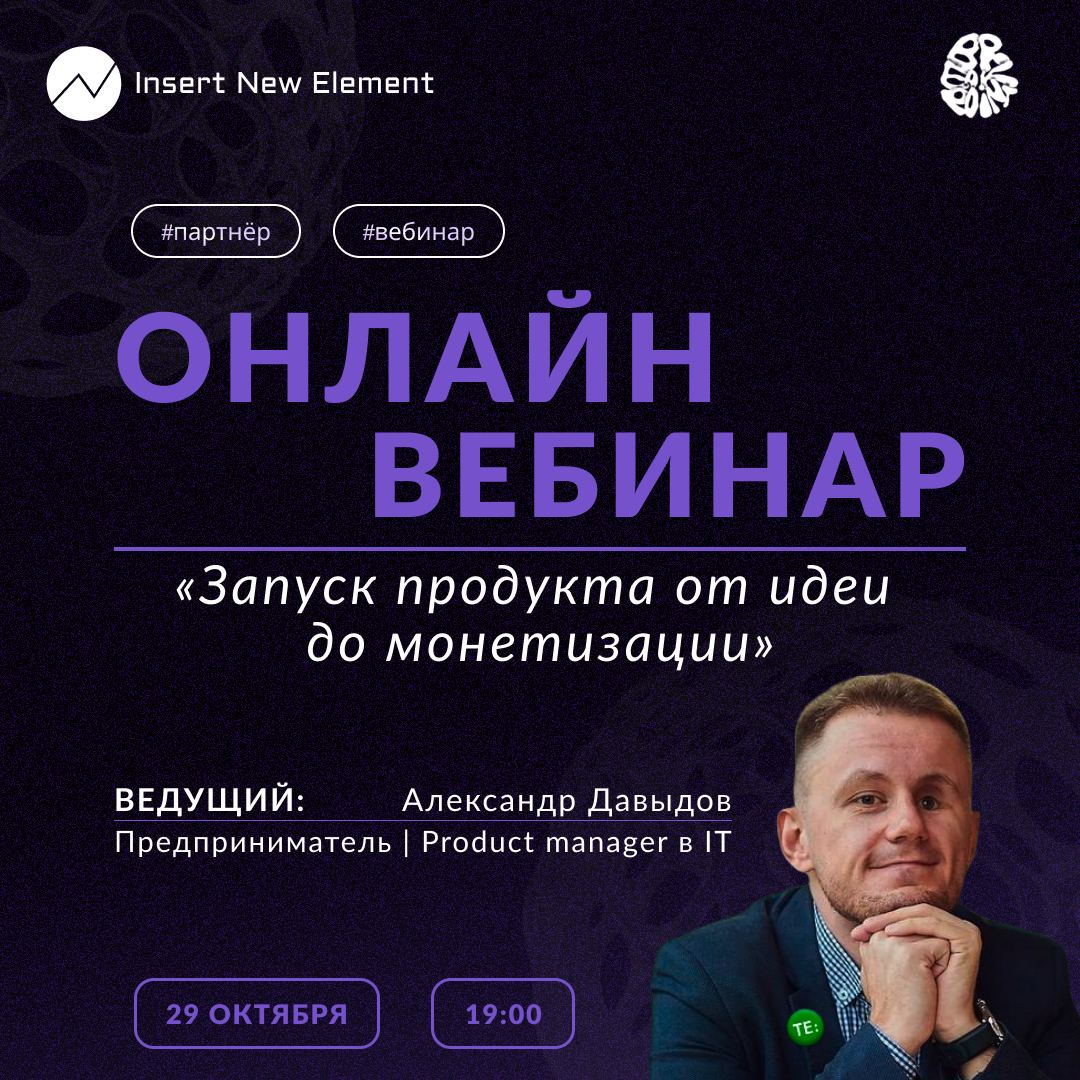 Insert New Element
#партнёр #вебинар
ОНЛАЙН
ВЕБИНАР
«Запуск продукта от идеи
до монетизации»
ВЕДУЩИЙ: Александр Давыдов
Предприниматель | Product manager в IT
29 ОКТЯБРЯ 19:00
TE: